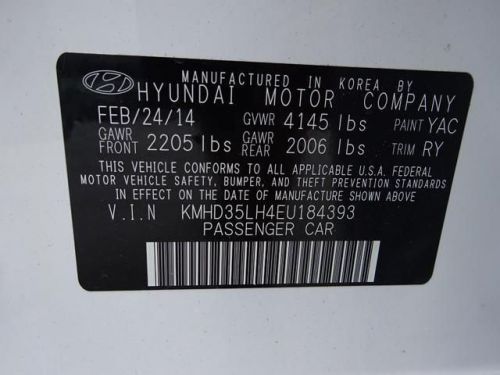 MANUFACTURED IN KOREA BY
HYUNDAI MOTOR COMPANY
FEB/24/14 GVWR 4145 lbs PAINT YAC
GAWR FRONT 2205 lbs GAWR REAR 2006 lbs TRIM RY
THIS VEHICLE CONFORMS TO ALL APPLICABLE U.S.A. FEDERAL
MOTOR VEHICLE SAFETY, BUMPER, AND THEFT PREVENTION STANDARDS
IN EFFECT ON THE DATE OF MANUFACTURE SHOWN ABOVE.
V.I.N KMHD35LH4EU184393
PASSENGER CAR